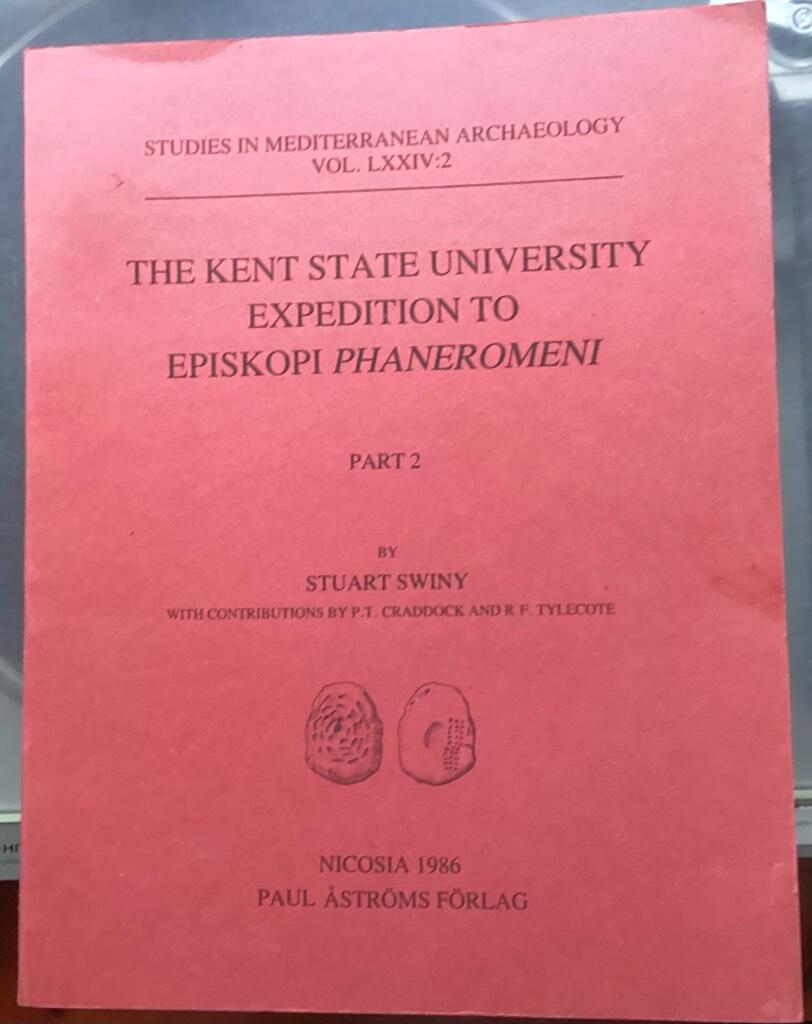 STUDIES IN MEDITERRANEAN ARCHAEOLOGY
VOL. LXXIV:2
THE KENT STATE UNIVERSITY
EXPEDITION TO
EPISKOPI PHANEROMENI
PART 2
BY
STUART SWINY
WITH CONTRIBUTIONS BY P.T. CRADDOCK AND R.F. TYLECOTE
NICOSIA 1986
PAUL ÅSTRÖMS FÖRLAG